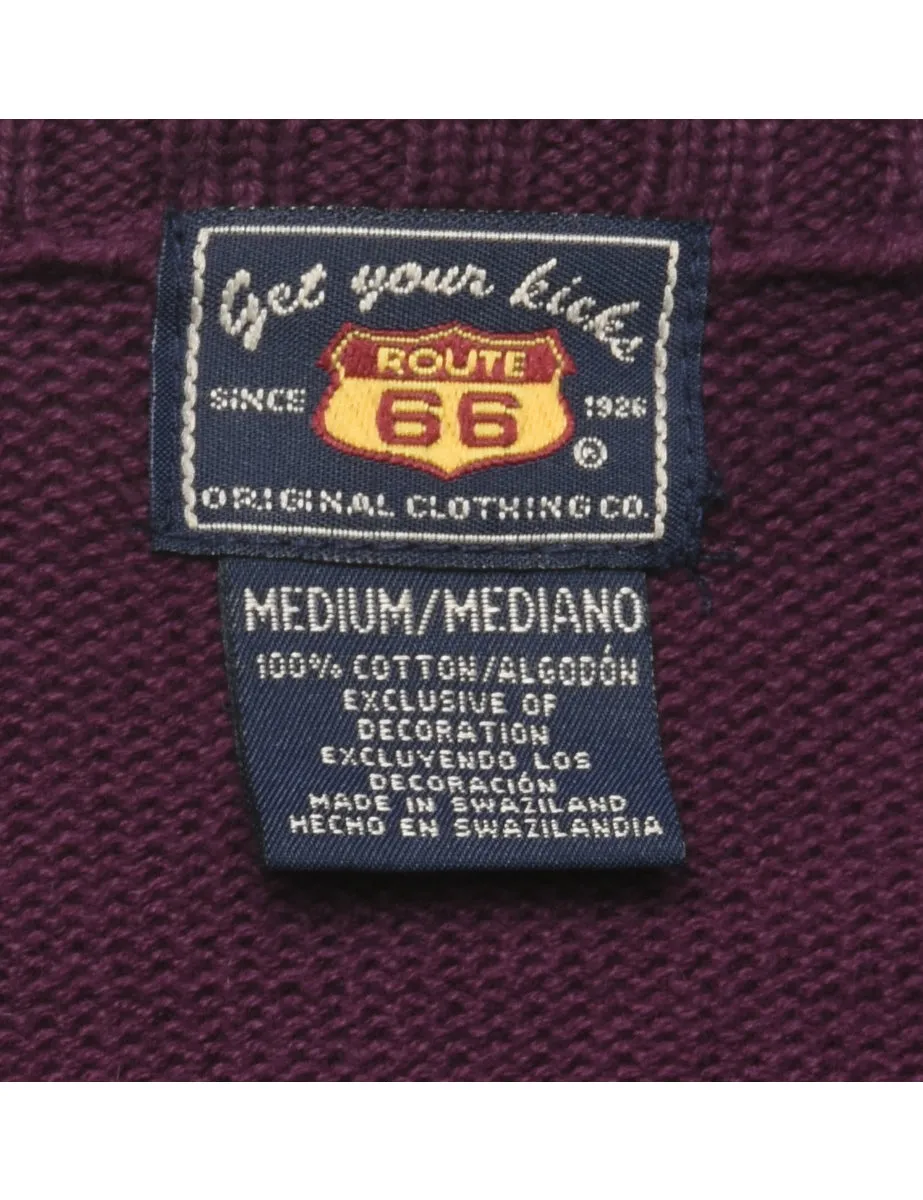 Get your kicks
ROUTE
SINCE 66 1926
®
ORIGINAL CLOTHING CO.
MEDIUM/MEDIANO
100% COTTON/ALGODÓN
EXCLUSIVE OF
DECORATION
EXCLUYENDO LOS
DECORACIÓN
MADE IN SWAZILAND
HECHO EN SWAZILANDIA